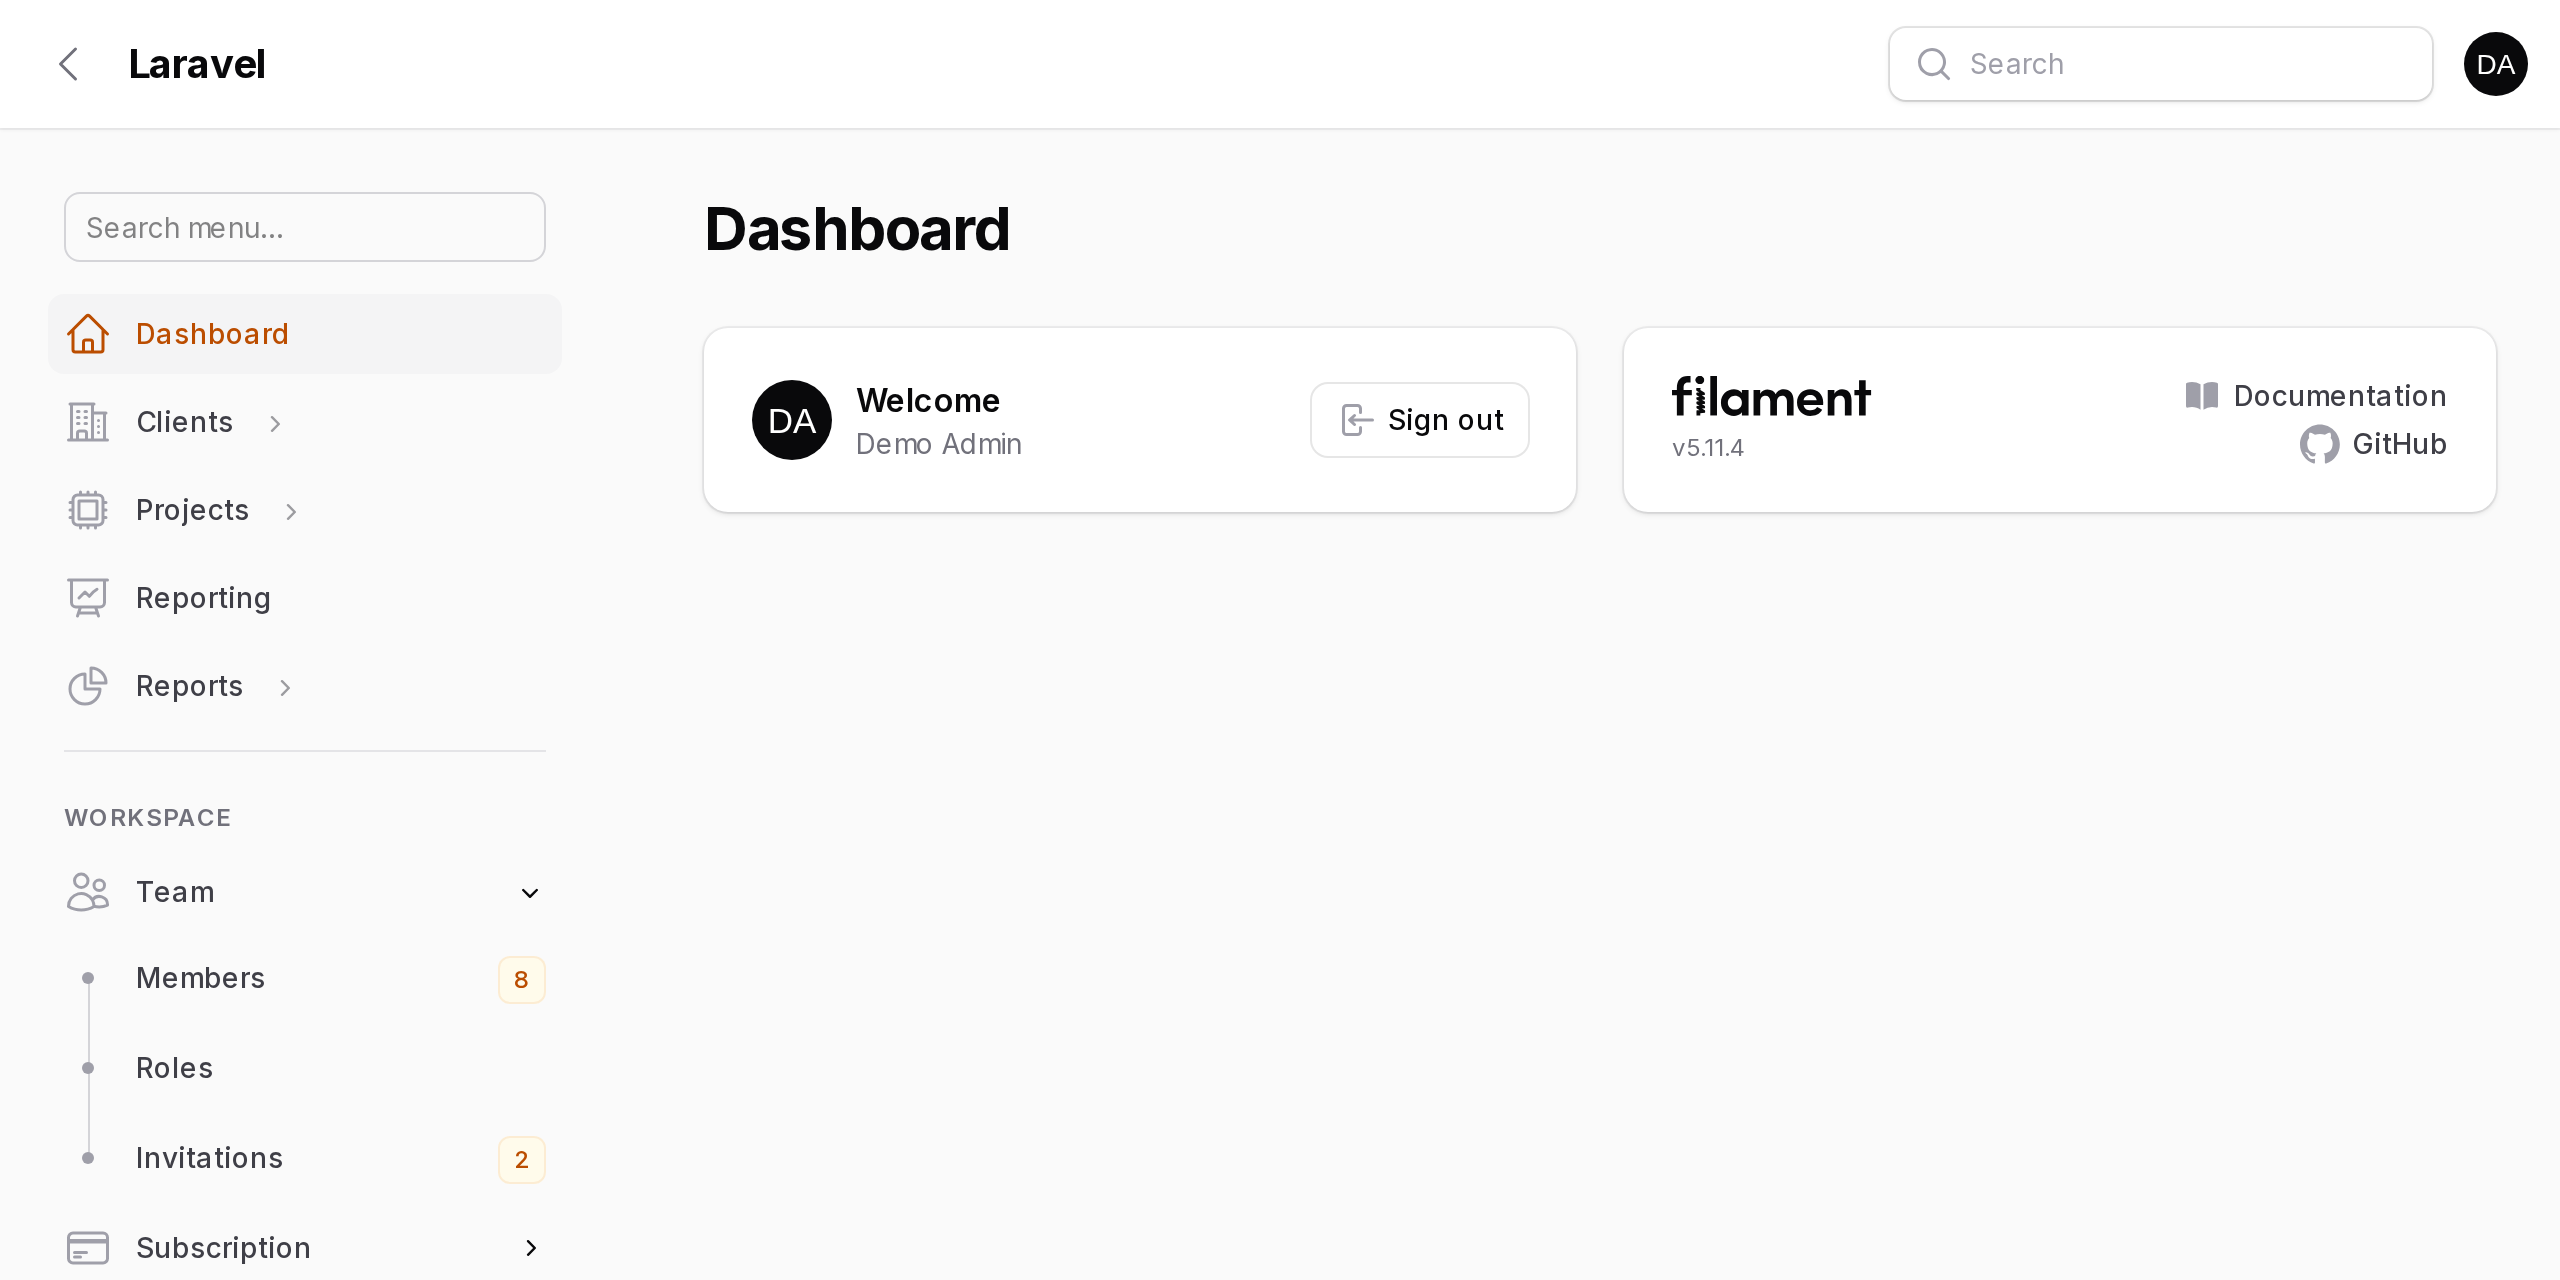 Laravel
Search
DA
Search menu...
Dashboard
Clients
Projects
Reporting
Reports
WORKSPACE
Team
Members 8
Roles
Invitations 2
Subscription
Dashboard
DA
Welcome
Demo Admin
Sign out
filament
v5.11.4
Documentation
GitHub